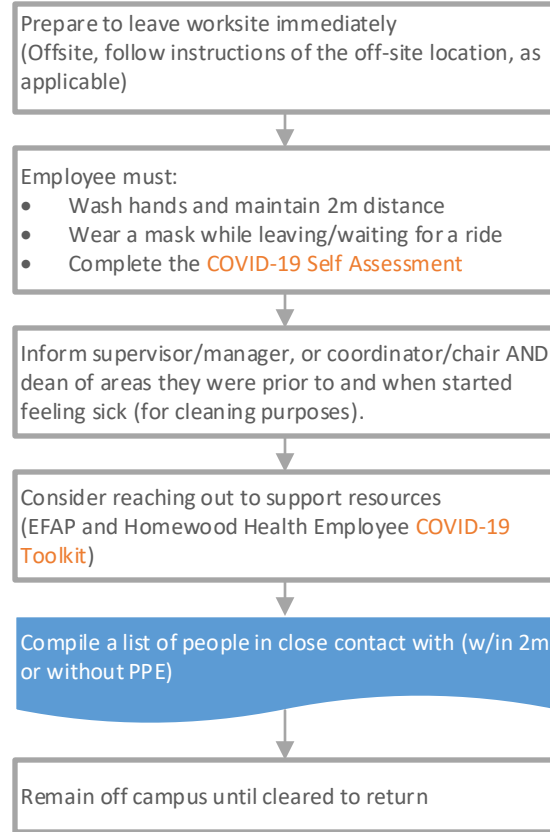 Prepare to leave worksite immediately
(Offsite, follow instructions of the off-site location, as
applicable)
Employee must:
• Wash hands and maintain 2m distance
• Wear a mask while leaving/waiting for a ride
• Complete the COVID-19 Self Assessment
Inform supervisor/manager, or coordinator/chair AND
dean of areas they were prior to and when started
feeling sick (for cleaning purposes).
Consider reaching out to support resources
(EFAP and Homewood Health Employee COVID-19
Toolkit)
Compile a list of people in close contact with (w/in 2m
or without PPE)
Remain off campus until cleared to return